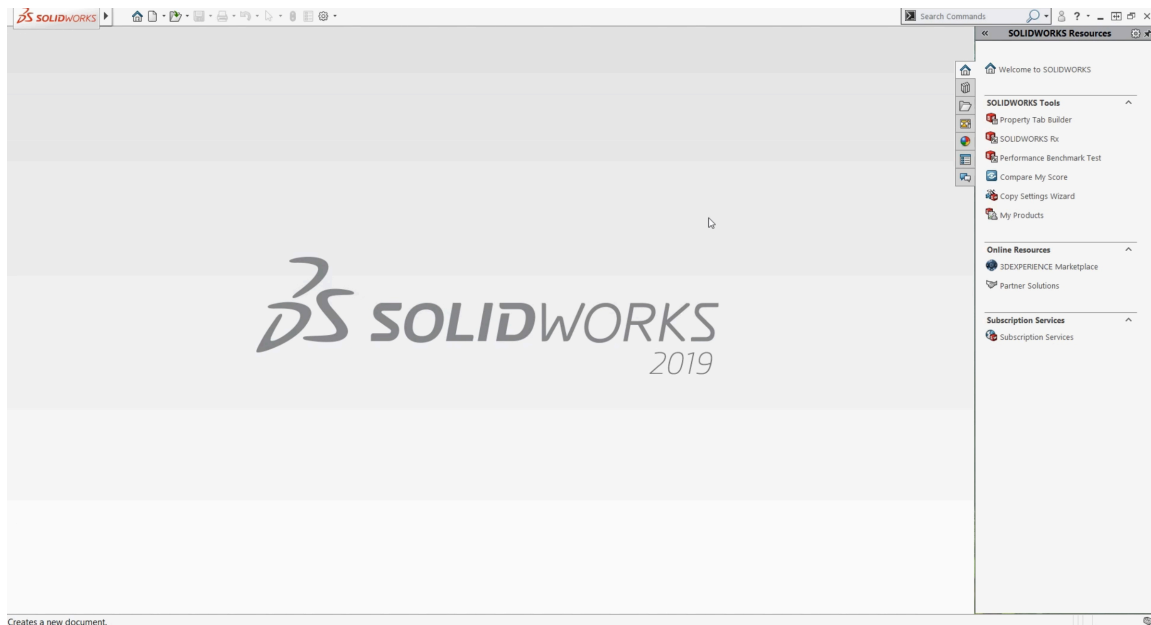 SOLIDWORKS
Search Commands
?
« SOLIDWORKS Resources
Welcome to SOLIDWORKS
SOLIDWORKS Tools
Property Tab Builder
SOLIDWORKS Rx
Performance Benchmark Test
Compare My Score
Copy Settings Wizard
My Products
Online Resources
3DEXPERIENCE Marketplace
Partner Solutions
Subscription Services
Subscription Services
SOLIDWORKS
2019
Creates a new document.